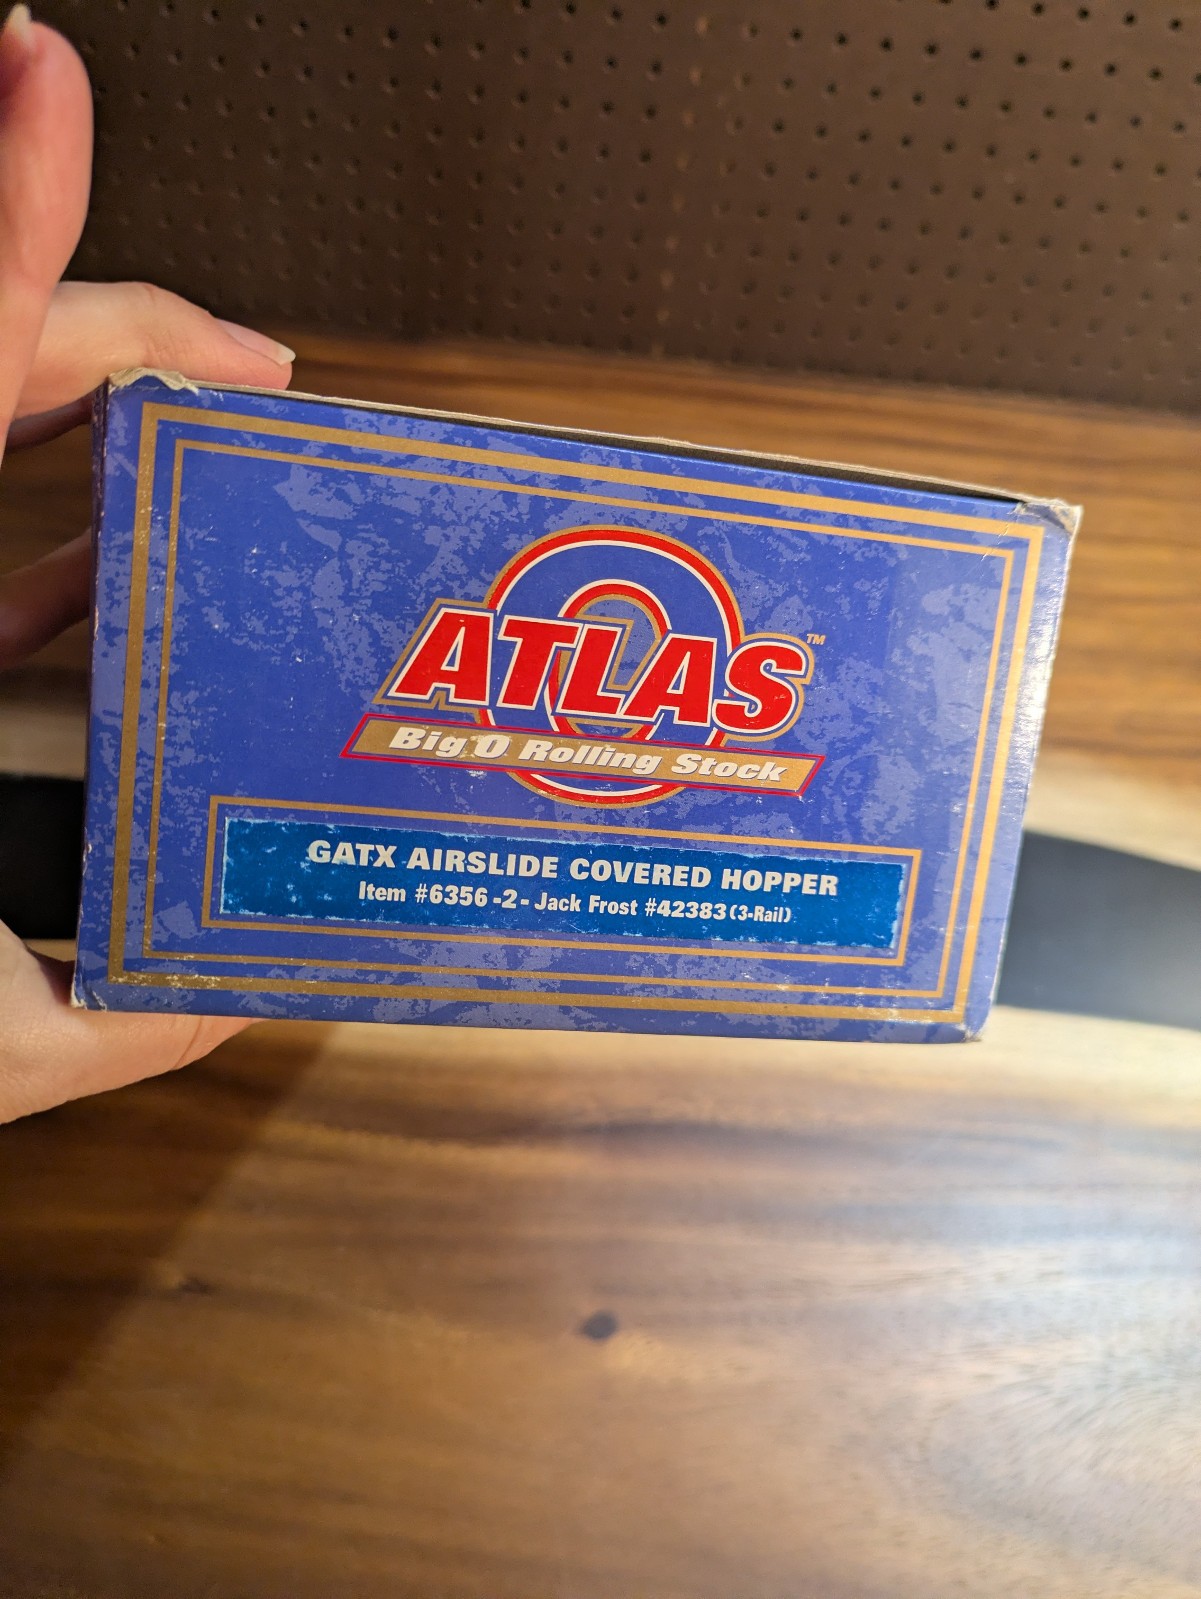 ATLAS™
Big O Rolling Stock
GATX AIRSLIDE COVERED HOPPER
Item #6356-2- Jack Frost #42383 (3-Rail)